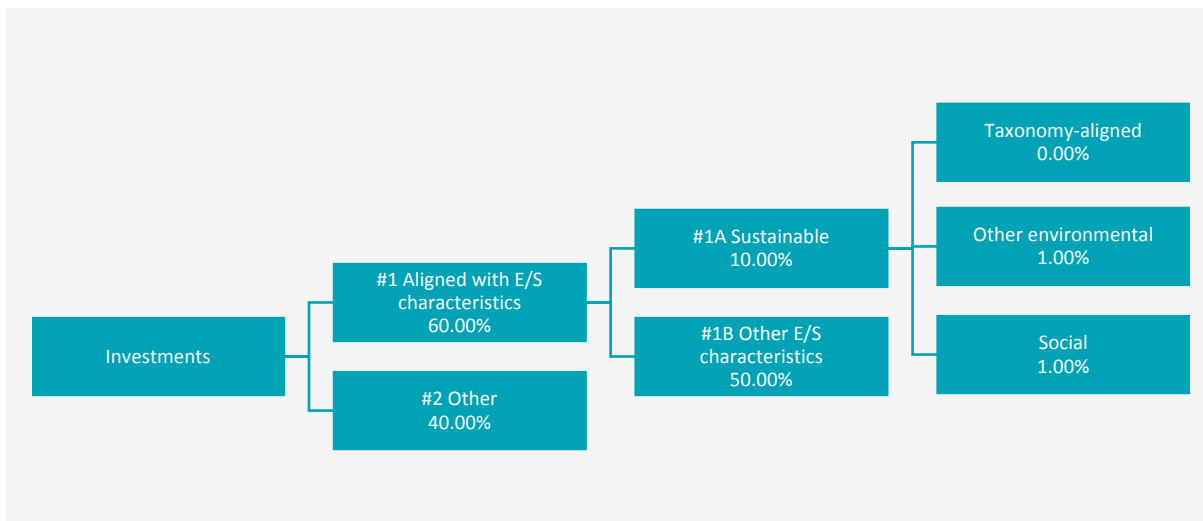 Investments
#1 Aligned with E/S
characteristics
60.00%
#2 Other
40.00%
#1A Sustainable
10.00%
#1B Other E/S
characteristics
50.00%
Taxonomy-aligned
0.00%
Other environmental
1.00%
Social
1.00%